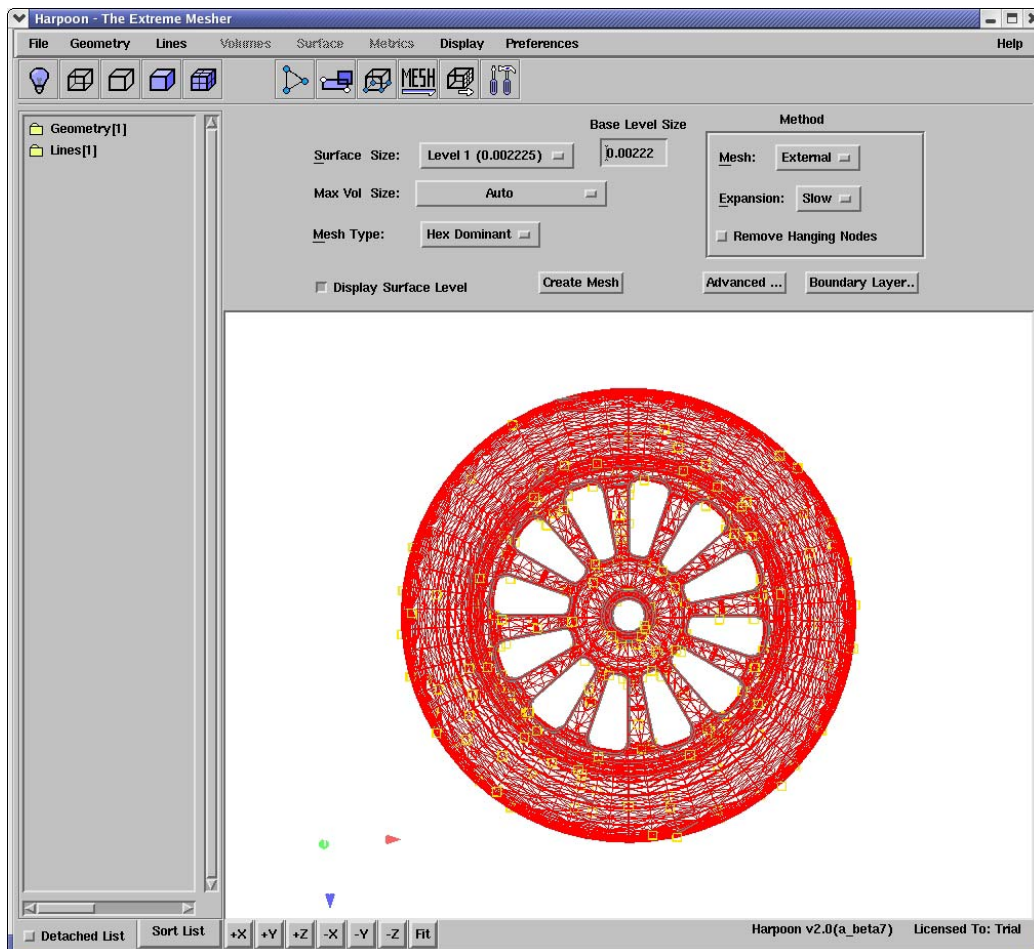 Harpoon - The Extreme Mesher
File Geometry Lines Volumes Surface Metrics Display Preferences Help
MESH
Geometry[1]
Lines[1]
Base Level Size
Method
Surface Size: Level 1 (0.002225) 0.00222
Mesh: External
Max Vol Size: Auto
Expansion: Slow
Mesh Type: Hex Dominant
Remove Hanging Nodes
Display Surface Level Create Mesh Advanced ... Boundary Layer..
Detached List Sort List +X +Y +Z -X -Y -Z Fit Harpoon v2.0(a_beta7) Licensed To: Trial